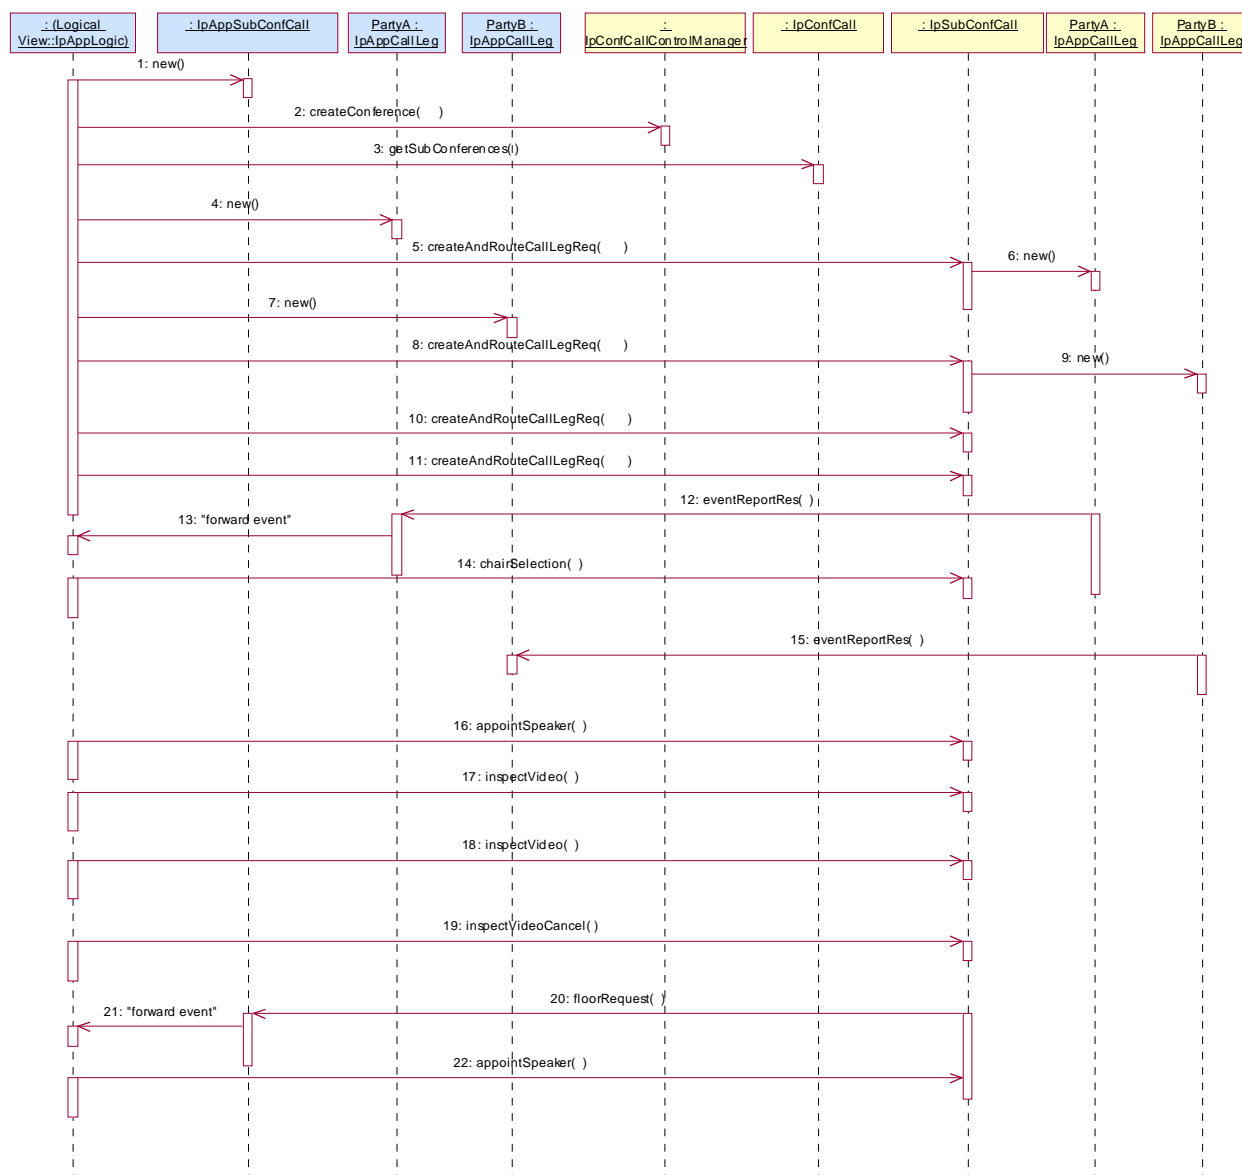 : (Logical
View::IpAppLogic)
: IpAppSubConfCall
PartyA :
IpAppCallLeg
PartyB :
IpAppCallLeg
:
IpConfCallControlManager
: IpConfCall
: IpSubConfCall
PartyA :
IpAppCallLeg
PartyB :
IpAppCallLeg
1: new()
2: createConference( )
3: getSubConferences()
4: new()
5: createAndRouteCallLegReq( )
6: new()
7: new()
8: createAndRouteCallLegReq( )
9: new()
10: createAndRouteCallLegReq( )
11: createAndRouteCallLegReq( )
12: eventReportRes( )
13: "forward event"
14: chairSelection( )
15: eventReportRes( )
16: appointSpeaker( )
17: inspectVideo( )
18: inspectVideo( )
19: inspectVideoCancel( )
20: floorRequest( )
21: "forward event"
22: appointSpeaker( )